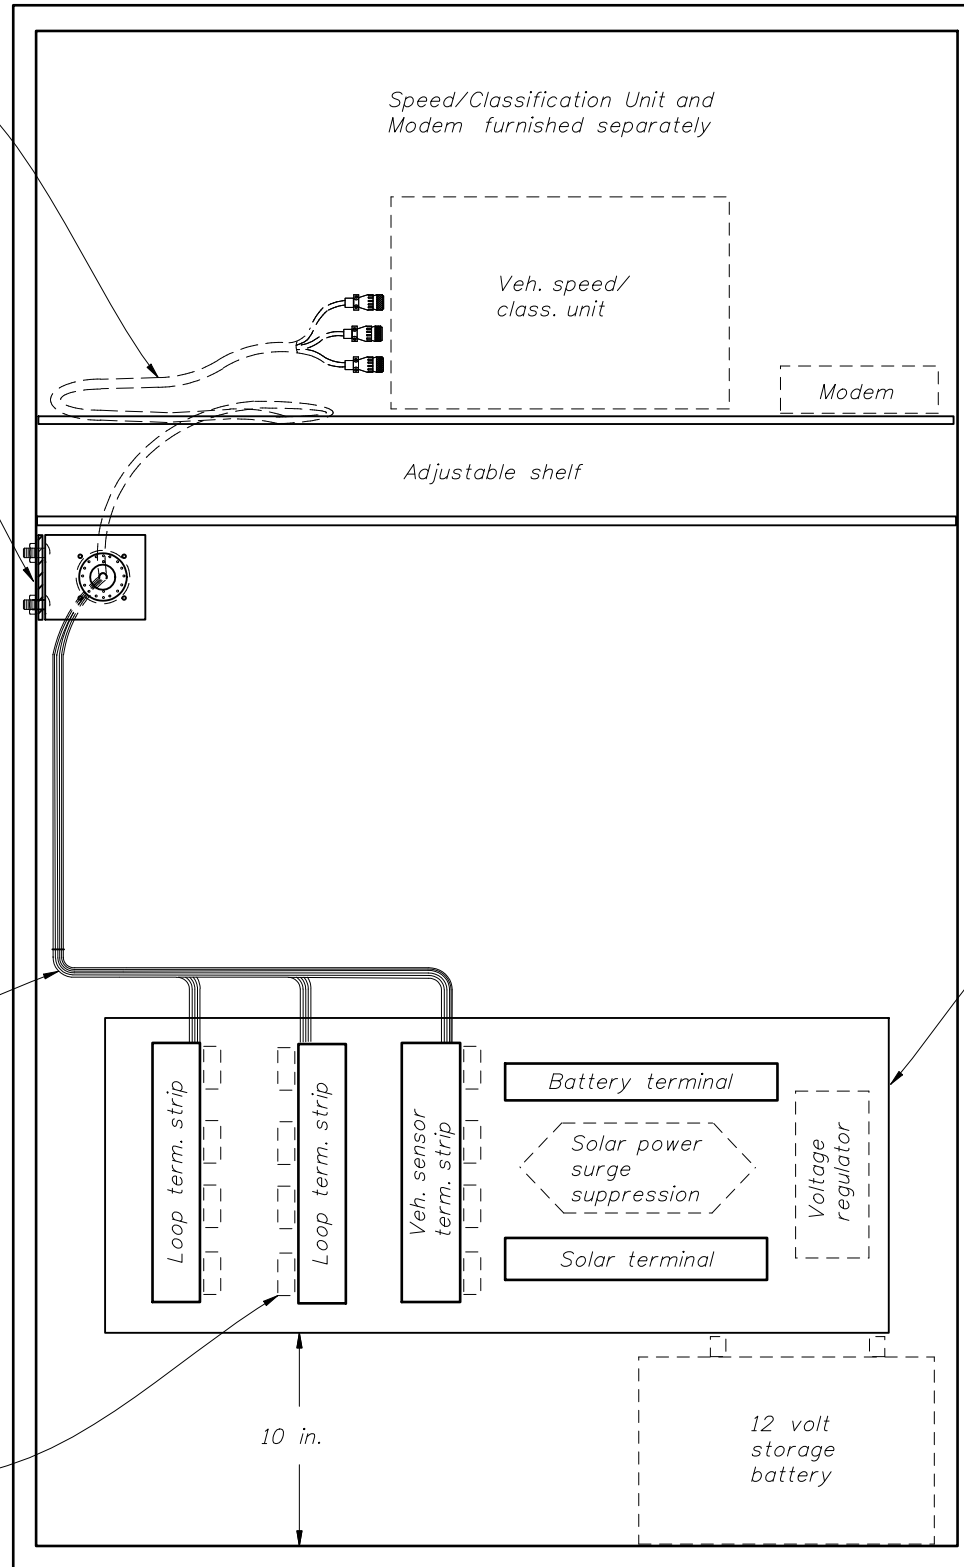 Speed/Classification Unit and
Modem furnished separately
Veh. speed/
class. unit
Modem
Adjustable shelf
Loop term. strip
Loop term. strip
Veh. sensor
term. strip
Battery terminal
Solar power
surge
suppression
Solar terminal
Voltage
regulator
10 in.
12 volt
storage
battery